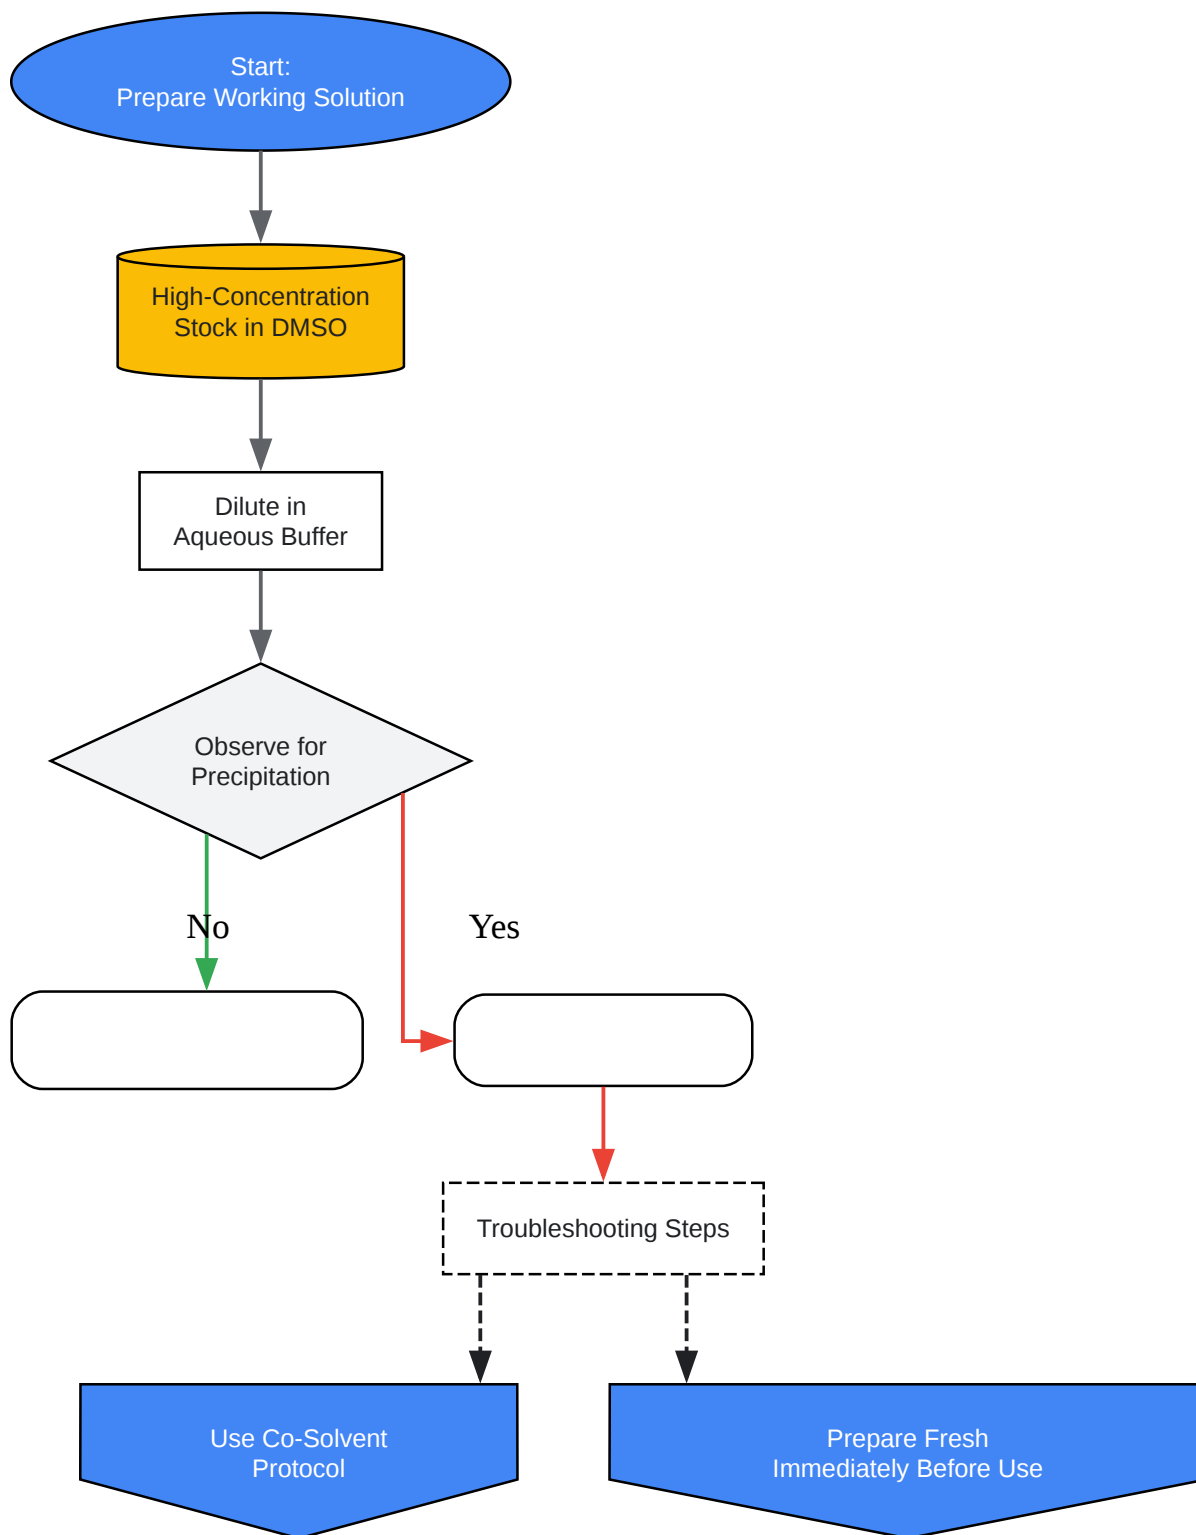 Start:
Prepare Working Solution
High-Concentration
Stock in DMSO
Dilute in
Aqueous Buffer
Observe for
Precipitation
No
Yes
Troubleshooting Steps
Use Co-Solvent
Protocol
Prepare Fresh
Immediately Before Use